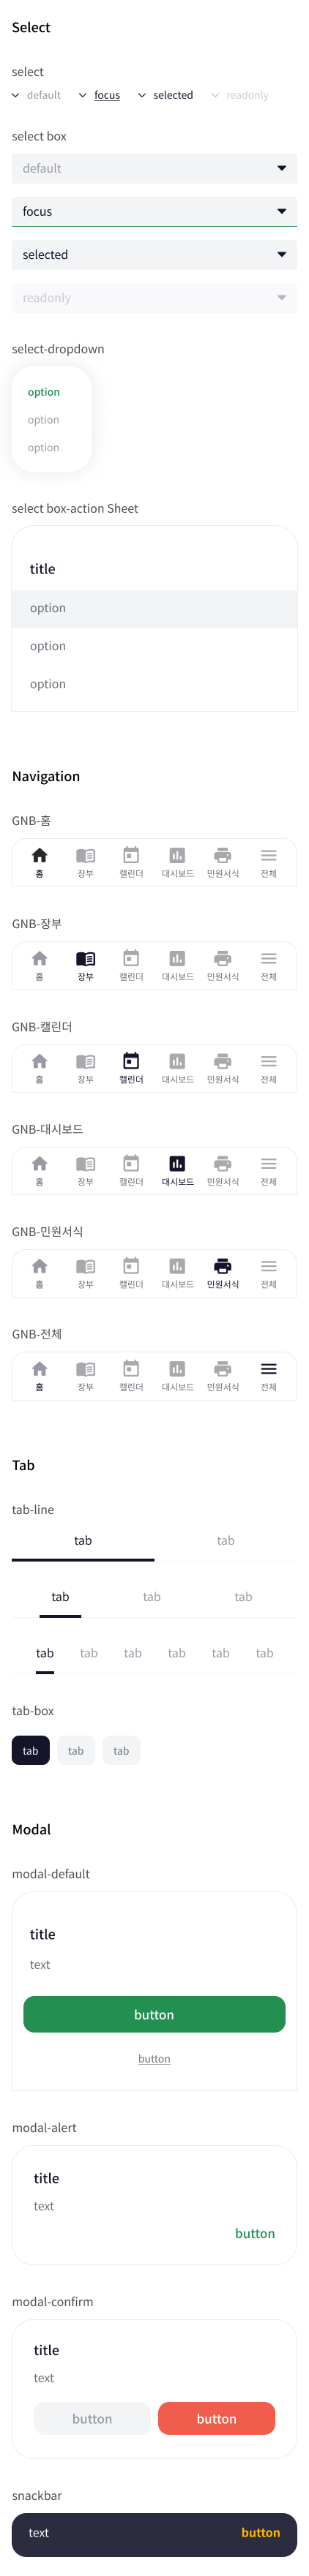 Select
select
default focus selected readonly
select box
default
focus
selected
readonly
select-dropdown
option
option
option
select box-action Sheet
title
option
option
option
Navigation
GNB-홈
홈 장부 캘린더 대시보드 민원서식 전체
GNB-장부
홈 장부 캘린더 대시보드 민원서식 전체
GNB-캘린더
홈 장부 캘린더 대시보드 민원서식 전체
GNB-대시보드
홈 장부 캘린더 대시보드 민원서식 전체
GNB-민원서식
홈 장부 캘린더 대시보드 민원서식 전체
GNB-전체
홈 장부 캘린더 대시보드 민원서식 전체
Tab
tab-line
tab tab
tab tab tab
tab tab tab tab tab tab
tab-box
tab tab tab
Modal
modal-default
title
text
button
button
modal-alert
title
text
button
modal-confirm
title
text
button button
snackbar
text button